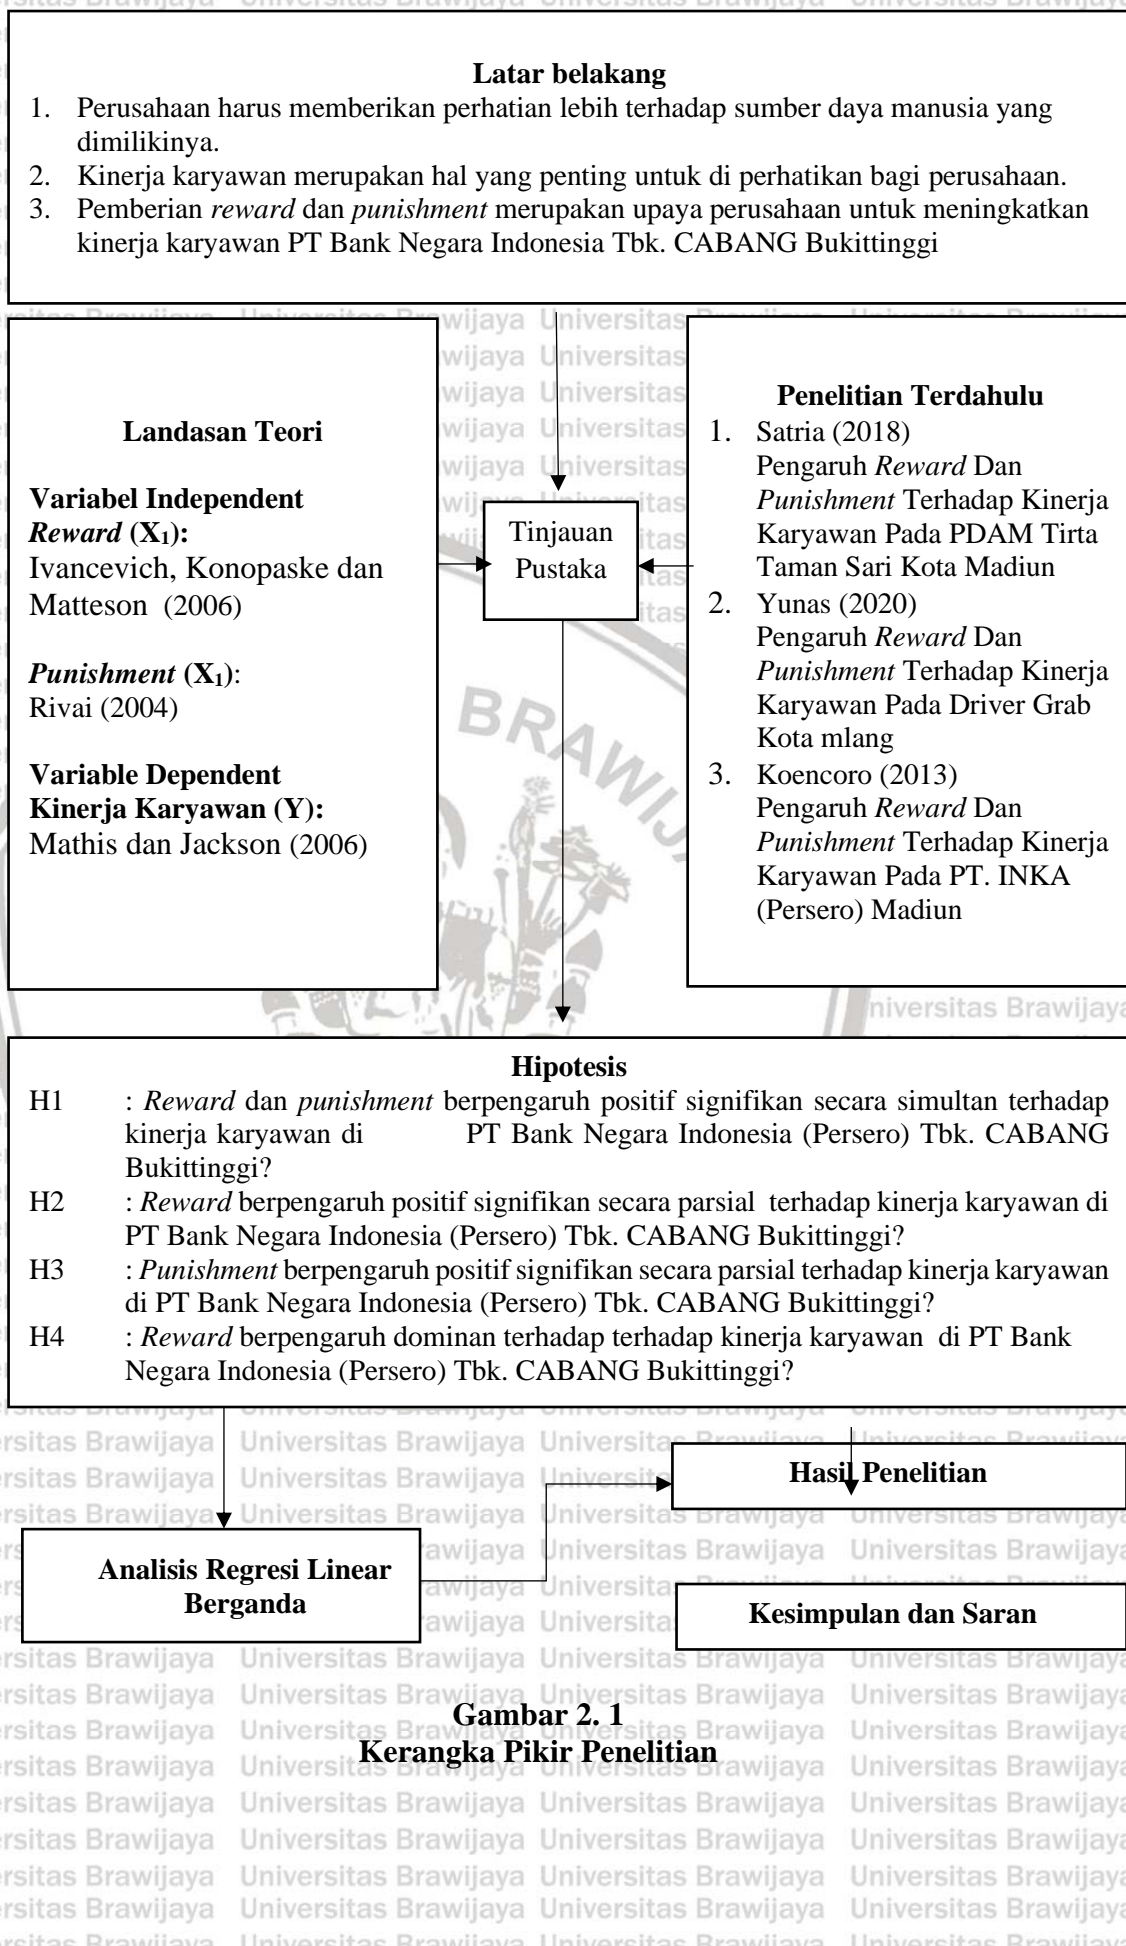 Latar belakang
1. Perusahaan harus memberikan perhatian lebih terhadap sumber daya manusia yang
dimilikinya.
2. Kinerja karyawan merupakan hal yang penting untuk di perhatikan bagi perusahaan.
3. Pemberian reward dan punishment merupakan upaya perusahaan untuk meningkatkan
kinerja karyawan PT Bank Negara Indonesia Tbk. CABANG Bukittinggi
Landasan Teori
Variabel Independent
Reward (X₁):
Ivancevich, Konopaske dan
Matteson (2006)
Punishment (X₁):
Rivai (2004)
Variable Dependent
Kinerja Karyawan (Y):
Mathis dan Jackson (2006)
Tinjauan
Pustaka
Penelitian Terdahulu
1. Satria (2018)
Pengaruh Reward Dan
Punishment Terhadap Kinerja
Karyawan Pada PDAM Tirta
Taman Sari Kota Madiun
2. Yunas (2020)
Pengaruh Reward Dan
Punishment Terhadap Kinerja
Karyawan Pada Driver Grab
Kota mlang
3. Koencoro (2013)
Pengaruh Reward Dan
Punishment Terhadap Kinerja
Karyawan Pada PT. INKA
(Persero) Madiun
Hipotesis
H1 : Reward dan punishment berpengaruh positif signifikan secara simultan terhadap
kinerja karyawan di PT Bank Negara Indonesia (Persero) Tbk. CABANG
Bukittinggi?
H2 : Reward berpengaruh positif signifikan secara parsial terhadap kinerja karyawan di
PT Bank Negara Indonesia (Persero) Tbk. CABANG Bukittinggi?
H3 : Punishment berpengaruh positif signifikan secara parsial terhadap kinerja karyawan
di PT Bank Negara Indonesia (Persero) Tbk. CABANG Bukittinggi?
H4 : Reward berpengaruh dominan terhadap terhadap kinerja karyawan di PT Bank
Negara Indonesia (Persero) Tbk. CABANG Bukittinggi?
Hasil Penelitian
Analisis Regresi Linear
Berganda
Kesimpulan dan Saran
Gambar 2. 1
Kerangka Pikir Penelitian